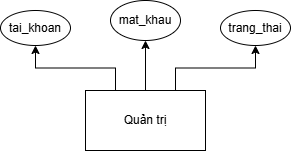 tai_khoan
mat_khau
trang_thai
Quản trị